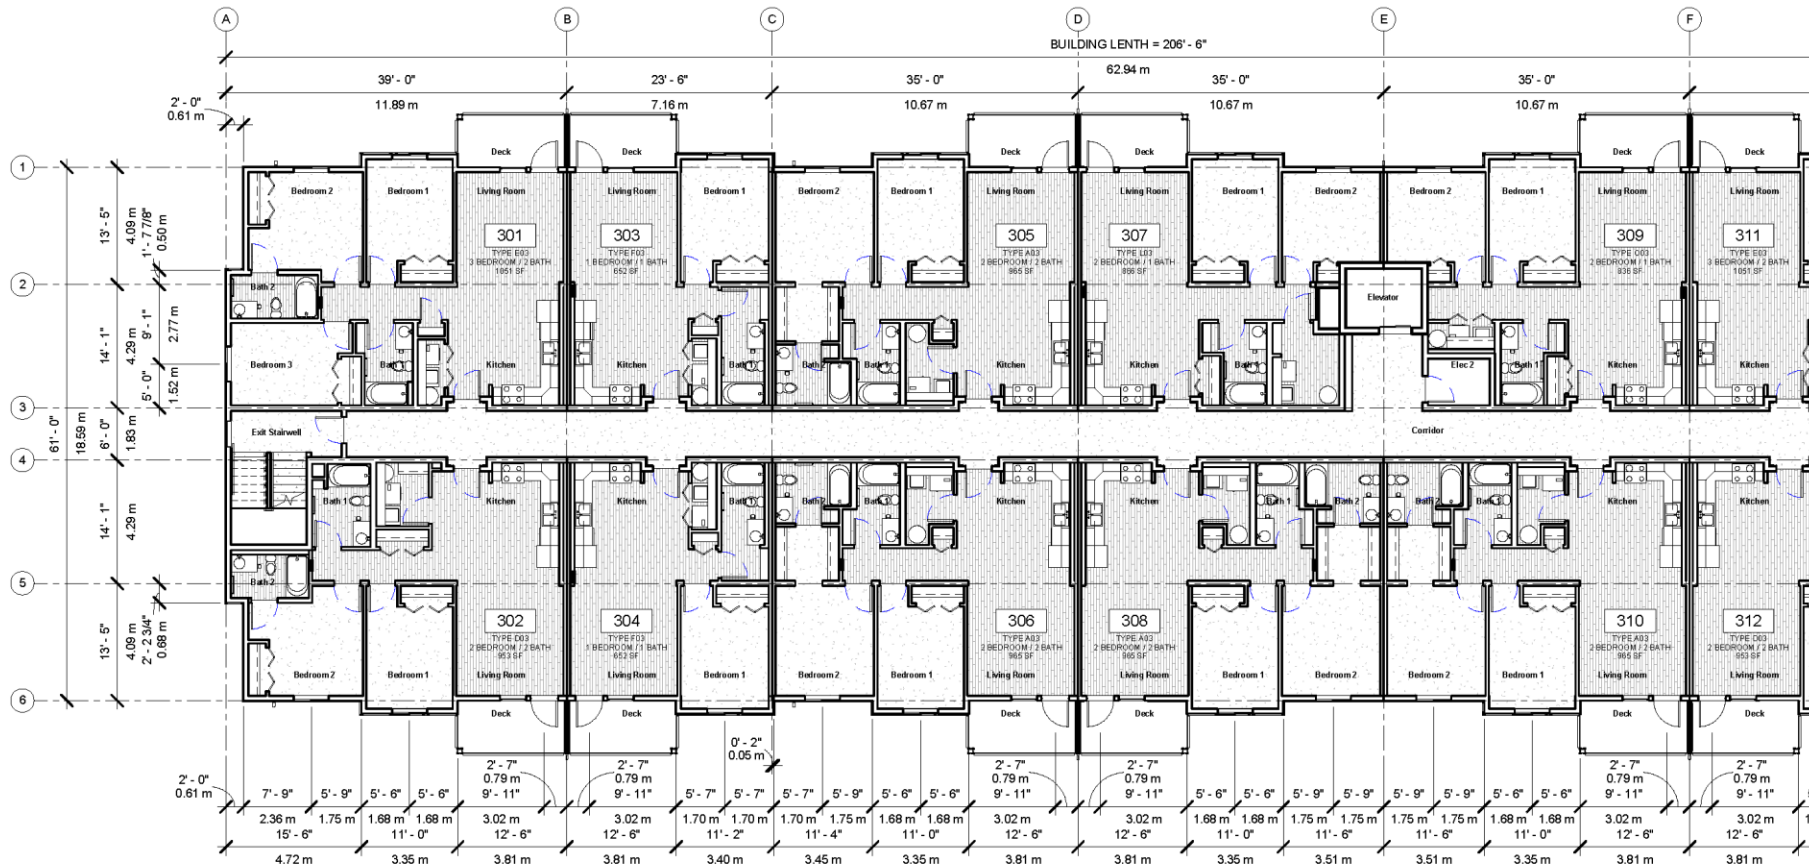 A B C D E F
BUILDING LENTH = 206' - 6"
62.94 m
39' - 0" 23' - 6" 35' - 0" 35' - 0" 35' - 0"
11.89 m 7.16 m 10.67 m 10.67 m 10.67 m
2' - 0"
0.61 m
Deck Deck Deck Deck Deck Deck
1
Bedroom 2 Bedroom 1 Living Room Living Room Bedroom 1 Bedroom 2 Bedroom 1 Living Room Living Room Bedroom 1 Bedroom 2 Bedroom 2 Bedroom 1 Living Room Living Room
301
TYPE E03
3 BEDROOM / 2 BATH
1051 SF
303
TYPE F03
1 BEDROOM / 1 BATH
652 SF
305
TYPE A03
2 BEDROOM / 2 BATH
965 SF
307
TYPE L03
2 BEDROOM / 1 BATH
309
2 BEDROOM / 1 BATH
836 SF
311
TYPE E03
3 BEDROOM / 2 BATH
1051 SF
13' - 5"
4.09 m
1' - 7 7/8"
0.50 m
2
Bath 2
Elevator
14' - 1"
4.29 m
9' - 1"
2.77 m
5' - 0"
1.52 m
Bedroom 3 Bath 1 Kitchen Kitchen Bath 1 Bath 1 Kitchen Kitchen Bath 1 Elec 2 Bath 1 Kitchen Kitchen
3
61' - 0"
18.59 m
6' - 0"
1.83 m
Exit Stairwell
Corridor
4
14' - 1"
4.29 m
Bath 1 Kitchen Kitchen Bath 1 Bath 2 Bath 1 Kitchen Kitchen Bath 1 Bath 2 Bath 2 Bath 1 Kitchen Kitchen
5
Bath 2
13' - 5"
4.09 m
2' - 2 3/4"
0.68 m
302
TYPE D03
2 BEDROOM / 2 BATH
953 SF
304
TYPE F03
1 BEDROOM / 1 BATH
652 SF
306
TYPE A03
2 BEDROOM / 2 BATH
965 SF
308
TYPE A03
2 BEDROOM / 2 BATH
965 SF
310
TYPE A03
2 BEDROOM / 2 BATH
965 SF
312
TYPE D03
2 BEDROOM / 2 BATH
953 SF
Bedroom 2 Bedroom 1 Living Room Living Room Bedroom 1 Bedroom 2 Bedroom 1 Living Room Living Room Bedroom 1 Bedroom 2 Bedroom 2 Bedroom 1 Living Room Living Room
6
Deck Deck Deck Deck Deck Deck
0' - 2"
0.05 m
2' - 7" 2' - 7" 2' - 7" 2' - 7" 2' - 7" 2' - 7"
0.79 m 0.79 m 0.79 m 0.79 m 0.79 m 0.79 m
2' - 0"
0.61 m
7' - 9" 5' - 9" 5' - 6" 5' - 6" 9' - 11" 9' - 11" 5' - 7" 5' - 7" 5' - 7" 5' - 9" 5' - 6" 5' - 6" 9' - 11" 9' - 11" 5' - 6" 5' - 6" 5' - 9" 5' - 9" 5' - 9" 5' - 9" 5' - 6" 5' - 6" 9' - 11" 9' - 11"
2.36 m 1.75 m 1.68 m 1.68 m 3.02 m 3.02 m 1.70 m 1.70 m 1.70 m 1.75 m 1.68 m 1.68 m 3.02 m 3.02 m 1.68 m 1.68 m 1.75 m 1.75 m 1.75 m 1.75 m 1.68 m 1.68 m 3.02 m 3.02 m
15' - 6" 11' - 0" 12' - 6" 12' - 6" 11' - 2" 11' - 4" 11' - 0" 12' - 6" 12' - 6" 11' - 0" 11' - 6" 11' - 6" 11' - 0" 12' - 6" 12' - 6"
4.72 m 3.35 m 3.81 m 3.81 m 3.40 m 3.45 m 3.35 m 3.81 m 3.81 m 3.35 m 3.51 m 3.51 m 3.35 m 3.81 m 3.81 m